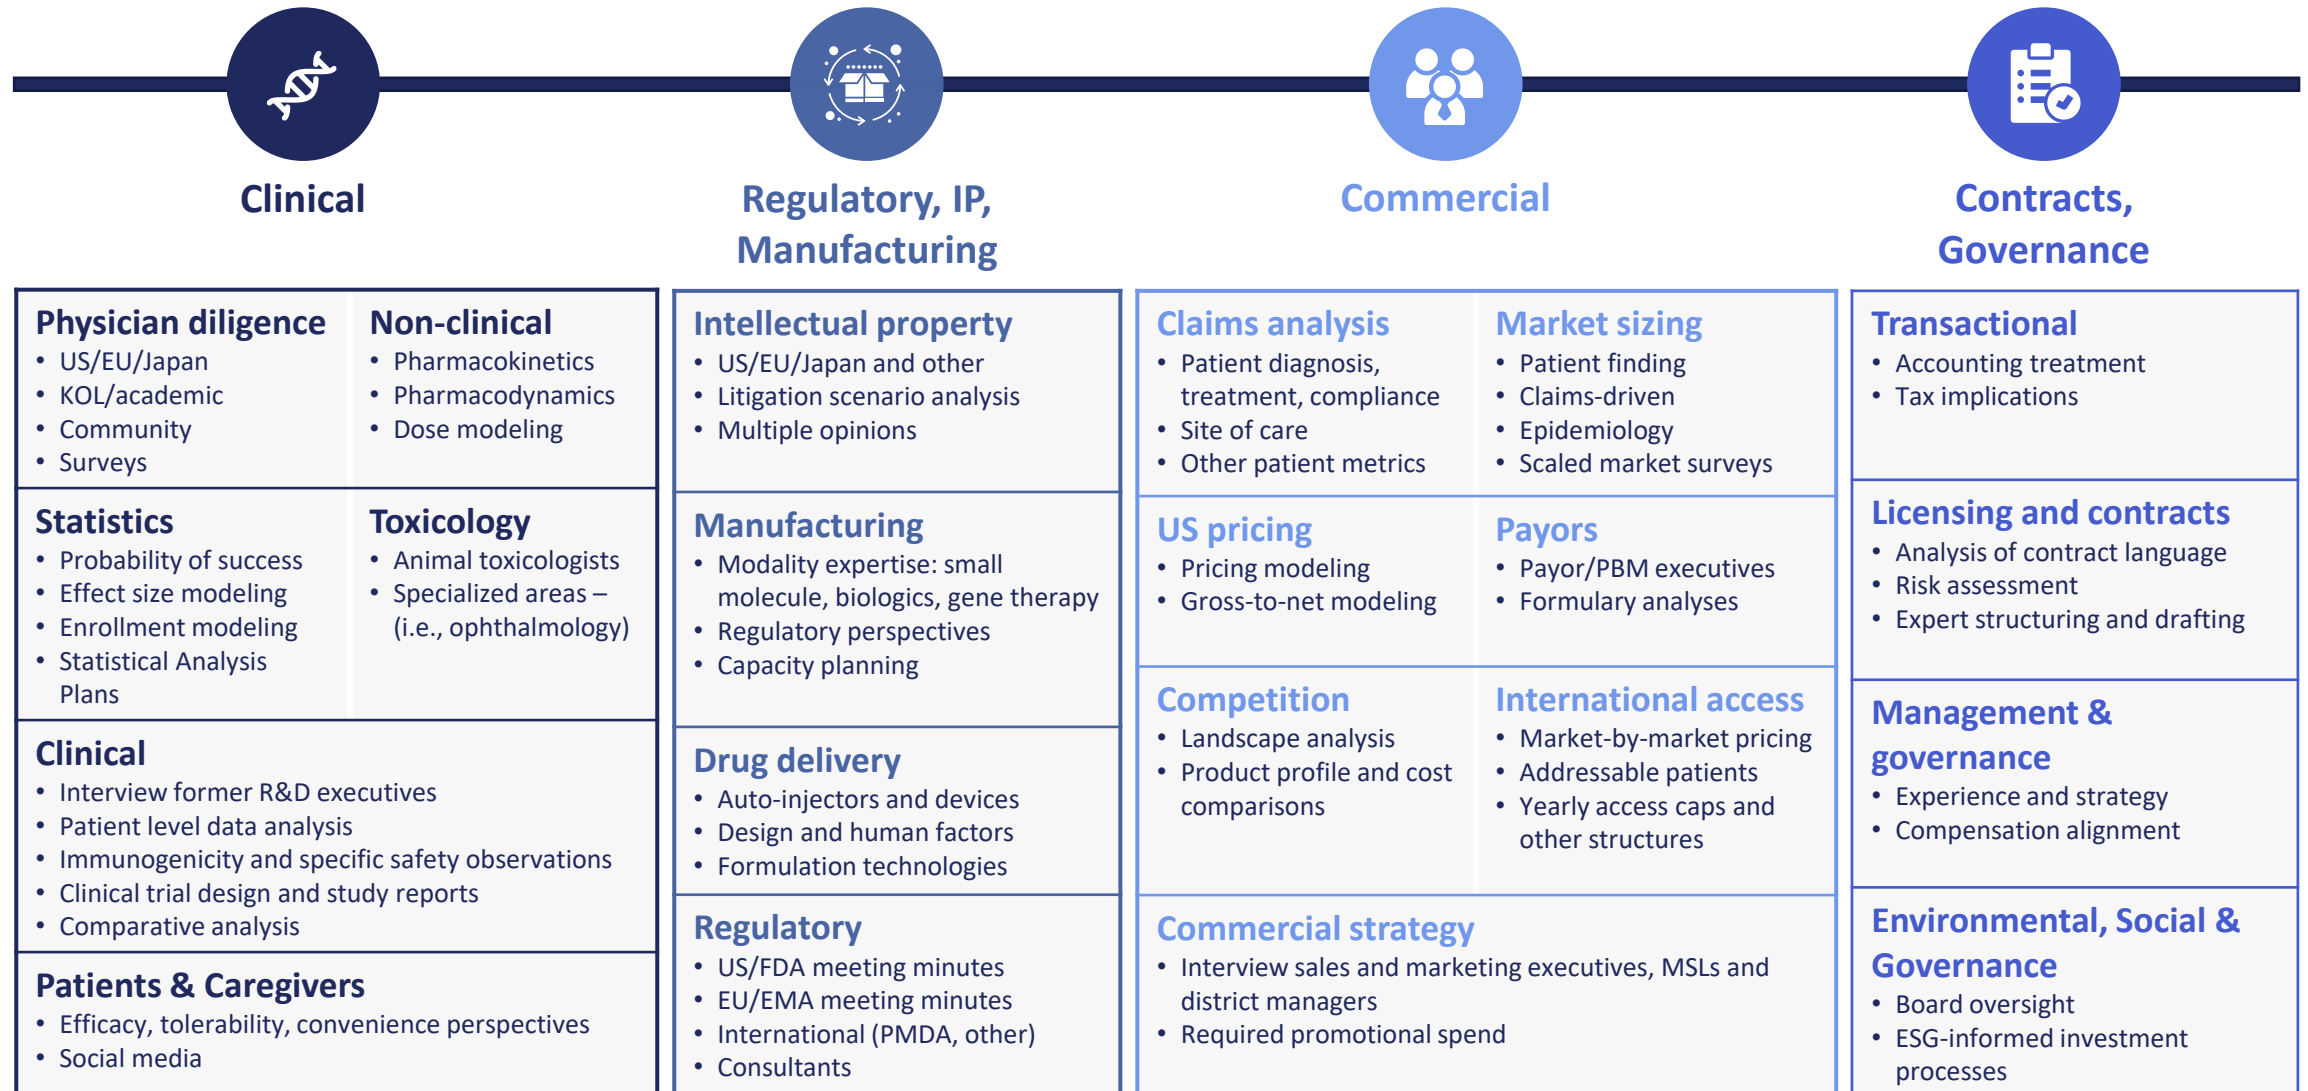 Clinical
Regulatory, IP,
Manufacturing
Commercial
Contracts,
Governance
Physician diligence
• US/EU/Japan
• KOL/academic
• Community
• Surveys
Non-clinical
• Pharmacokinetics
• Pharmacodynamics
• Dose modeling
Statistics
• Probability of success
• Effect size modeling
• Enrollment modeling
• Statistical Analysis
Plans
Toxicology
• Animal toxicologists
• Specialized areas –
(i.e., ophthalmology)
Clinical
• Interview former R&D executives
• Patient level data analysis
• Immunogenicity and specific safety observations
• Clinical trial design and study reports
• Comparative analysis
Patients & Caregivers
• Efficacy, tolerability, convenience perspectives
• Social media
Intellectual property
• US/EU/Japan and other
• Litigation scenario analysis
• Multiple opinions
Manufacturing
• Modality expertise: small
molecule, biologics, gene therapy
• Regulatory perspectives
• Capacity planning
Drug delivery
• Auto-injectors and devices
• Design and human factors
• Formulation technologies
Regulatory
• US/FDA meeting minutes
• EU/EMA meeting minutes
• International (PMDA, other)
• Consultants
Claims analysis
• Patient diagnosis,
treatment, compliance
• Site of care
• Other patient metrics
Market sizing
• Patient finding
• Claims-driven
• Epidemiology
• Scaled market surveys
US pricing
• Pricing modeling
• Gross-to-net modeling
Payors
• Payor/PBM executives
• Formulary analyses
Competition
• Landscape analysis
• Product profile and cost
comparisons
International access
• Market-by-market pricing
• Addressable patients
• Yearly access caps and
other structures
Commercial strategy
• Interview sales and marketing executives, MSLs and
district managers
• Required promotional spend
Transactional
• Accounting treatment
• Tax implications
Licensing and contracts
• Analysis of contract language
• Risk assessment
• Expert structuring and drafting
Management &
governance
• Experience and strategy
• Compensation alignment
Environmental, Social &
Governance
• Board oversight
• ESG-informed investment
processes